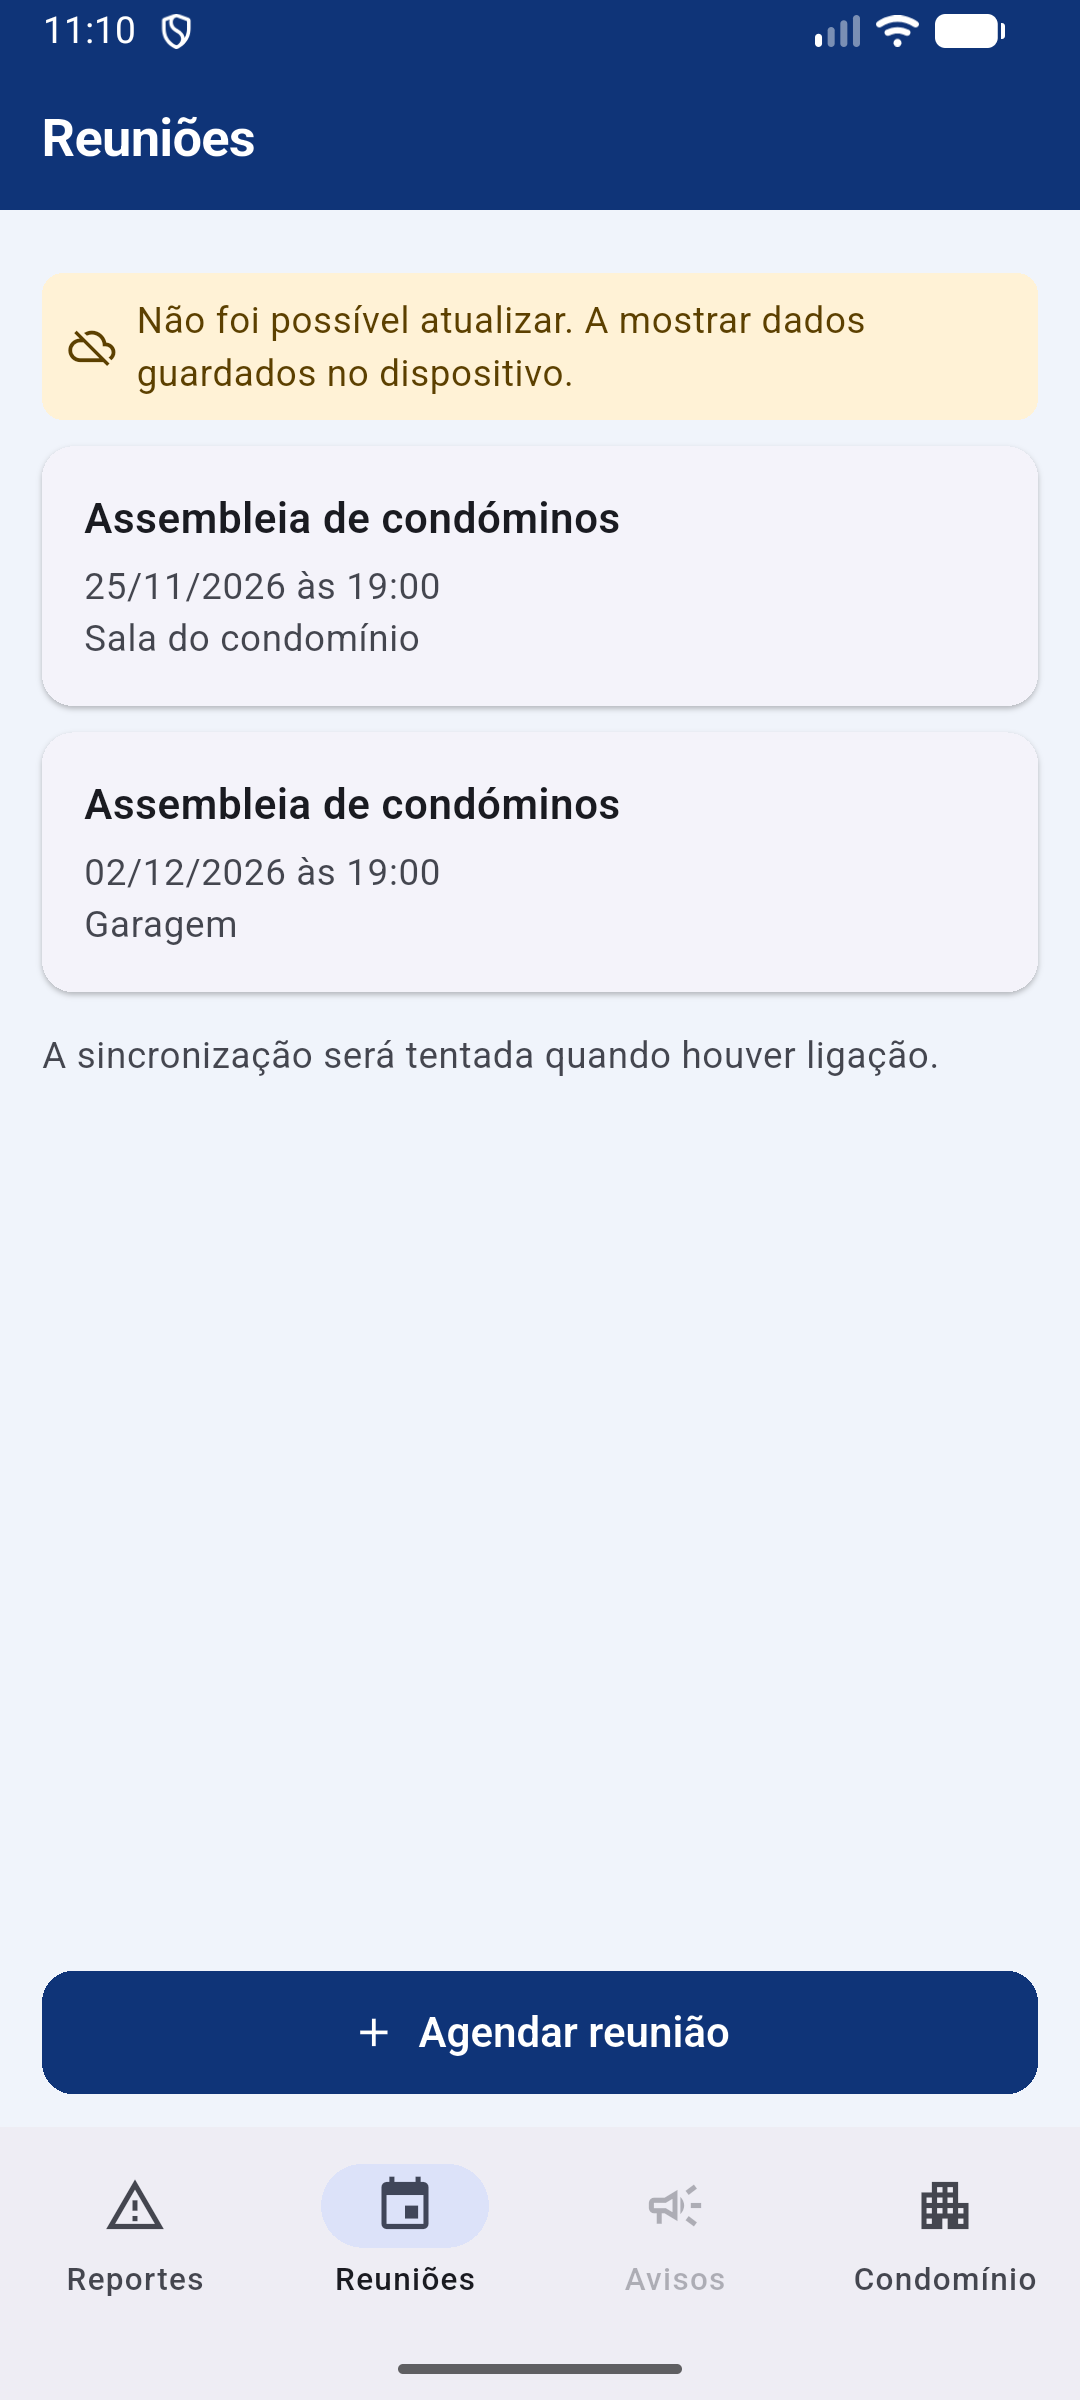 11:10
Reuniões
Não foi possível atualizar. A mostrar dados
guardados no dispositivo.
Assembleia de condóminos
25/11/2026 às 19:00
Sala do condomínio
Assembleia de condóminos
02/12/2026 às 19:00
Garagem
A sincronização será tentada quando houver ligação.
Agendar reunião
Reportes
Reuniões
Avisos
Condomínio